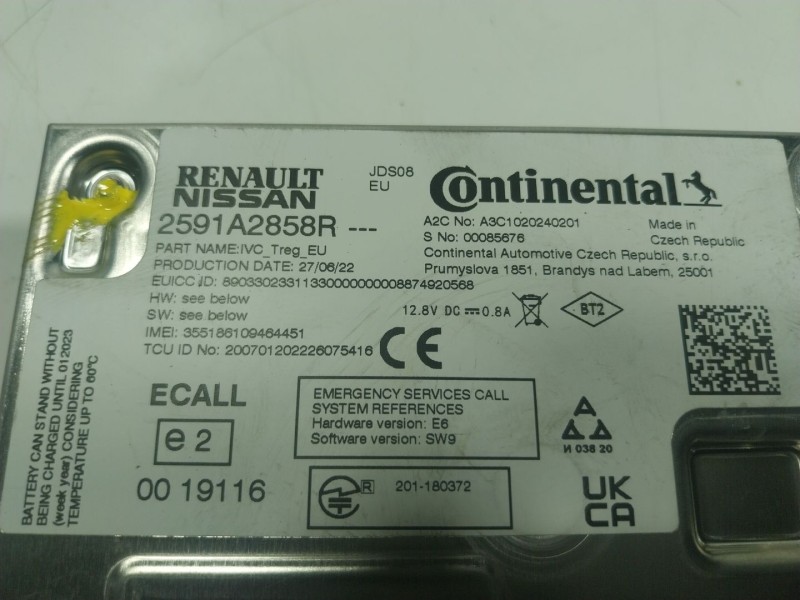 RENAULT
NISSAN
JDS08
EU
Continental
2591A2858R ---
A2C No: A3C1020240201
S No: 00085676
Made in
Czech Republic
Continental Automotive Czech Republic, s.r.o.
Prumyslova 1851, Brandys nad Labem, 25001
PART NAME:IVC_Treg_EU
PRODUCTION DATE: 27/06/22
EUICC ID: 89033023311330000000008874920568
HW: see below
SW: see below
12.8V DC 0.8A
BT2
IMEI: 355186109464451
TCU ID No: 200701202226075416
CE
BATTERY CAN STAND WITHOUT
BEING CHARGED UNTIL 012023
(week year) CONSIDERING
TEMPERATURE UP TO 60°C
ECALL
e2
00 19116
EMERGENCY SERVICES CALL
SYSTEM REFERENCES
Hardware version: E6
Software version: SW9
R 201-180372
И 038 20
UK
CA